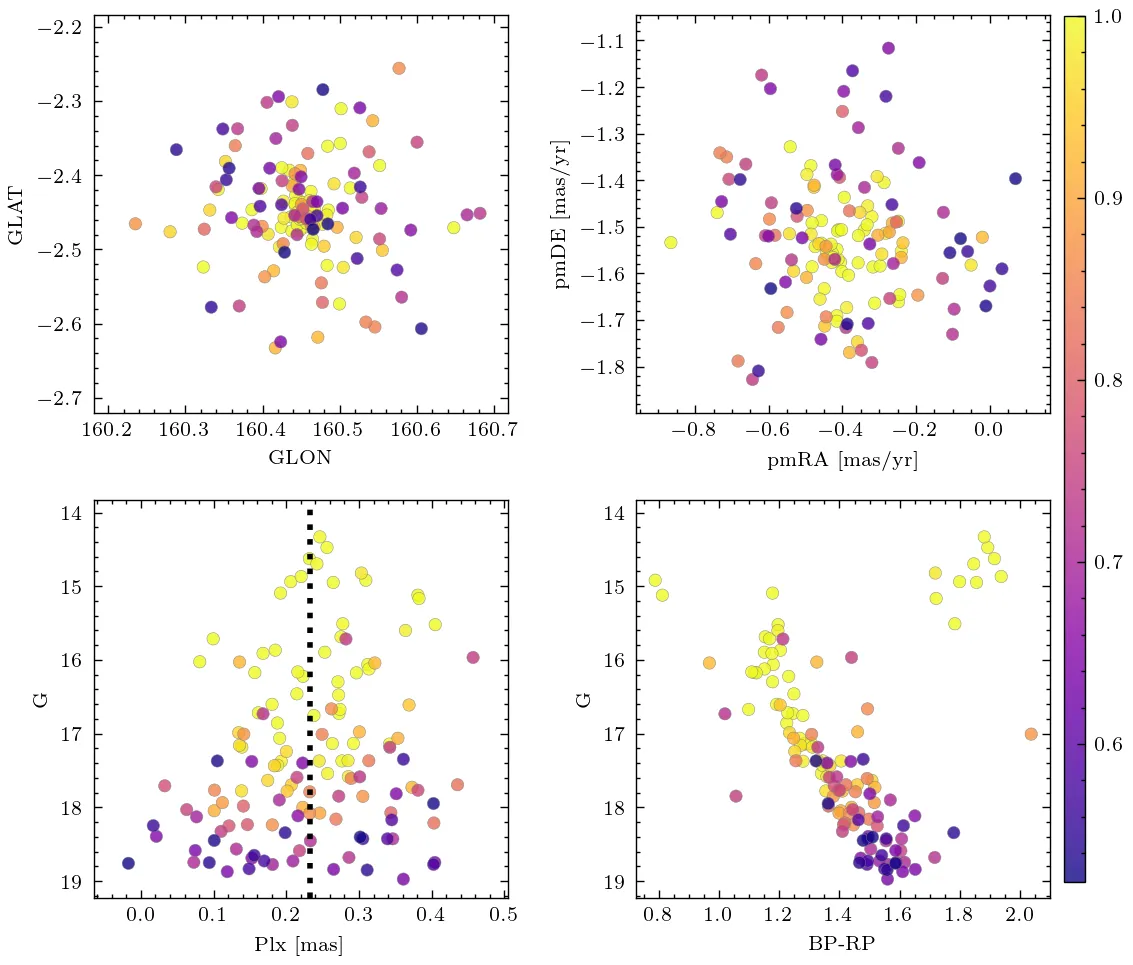 −2.2
−2.3
−2.4
−2.5
−2.6
−2.7
GLAT
160.2 160.3 160.4 160.5 160.6 160.7
GLON
−1.1
−1.2
−1.3
−1.4
−1.5
−1.6
−1.7
−1.8
pmDE [mas/yr]
−0.8 −0.6 −0.4 −0.2 0.0
pmRA [mas/yr]
14
15
16
17
18
19
G
0.0 0.1 0.2 0.3 0.4 0.5
Plx [mas]
14
15
16
17
18
19
G
0.8 1.0 1.2 1.4 1.6 1.8 2.0
BP-RP
1.0
0.9
0.8
0.7
0.6